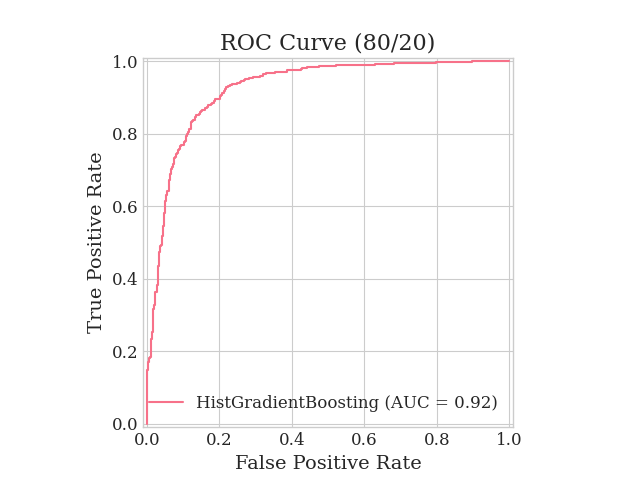 ROC Curve (80/20)
True Positive Rate
1.0
0.8
0.6
0.4
0.2
0.0
HistGradientBoosting (AUC = 0.92)
0.0 0.2 0.4 0.6 0.8 1.0
False Positive Rate